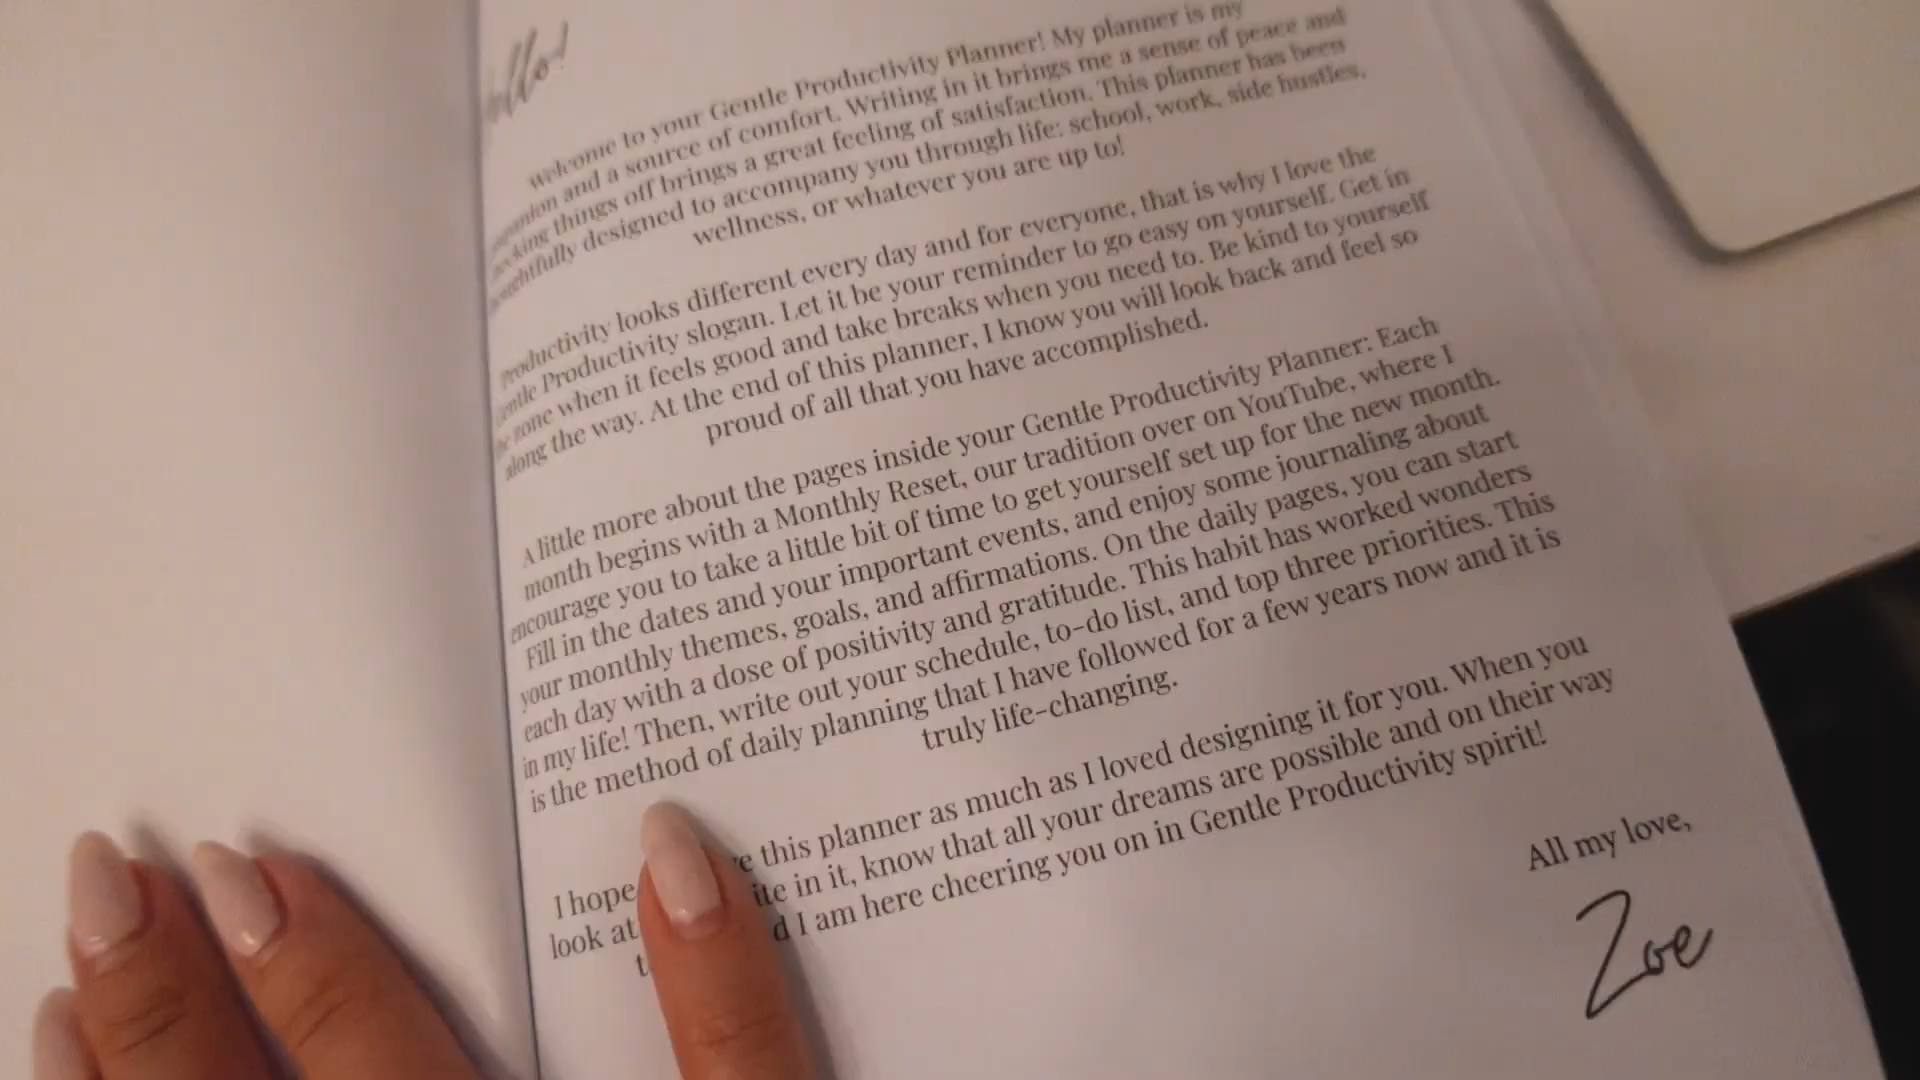 Hello!
Welcome to your Gentle Productivity Planner! My planner is my
companion and a source of comfort. Writing in it brings me a sense of peace and
checking things off brings a great feeling of satisfaction. This planner has been
thoughtfully designed to accompany you through life: school, work, side hustles,
wellness, or whatever you are up to!
Productivity looks different every day and for everyone, that is why I love the
Gentle Productivity slogan. Let it be your reminder to go easy on yourself. Get in
the zone when it feels good and take breaks when you need to. Be kind to yourself
along the way. At the end of this planner, I know you will look back and feel so
proud of all that you have accomplished.
A little more about the pages inside your Gentle Productivity Planner: Each
month begins with a Monthly Reset, our tradition over on YouTube, where I
encourage you to take a little bit of time to get yourself set up for the new month.
Fill in the dates and your important events, and enjoy some journaling about
your monthly themes, goals, and affirmations. On the daily pages, you can start
each day with a dose of positivity and gratitude. This habit has worked wonders
in my life! Then, write out your schedule, to-do list, and top three priorities. This
is the method of daily planning that I have followed for a few years now and it is
truly life-changing.
I hope this planner as much as I loved designing it for you. When you
look at in it, know that all your dreams are possible and on their way
I am here cheering you on in Gentle Productivity spirit!
All my love,
Zoe